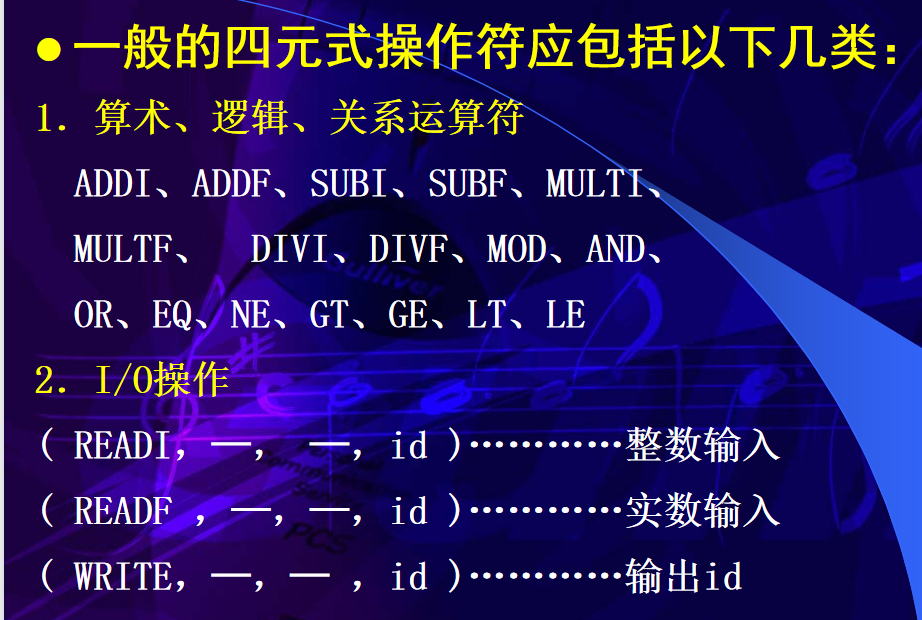 ●一般的四元式操作符应包括以下几类：
1. 算术、逻辑、关系运算符
ADDI、ADDF、SUBI、SUBF、MULTI、
MULTF、 DIVI、DIVF、MOD、AND、
OR、EQ、NE、GT、GE、LT、LE
2. I/O操作
( READI, —, —, id )…………整数输入
( READF , —, —, id )…………实数输入
( WRITE, —, — , id )…………输出id
Gulliver
PCS